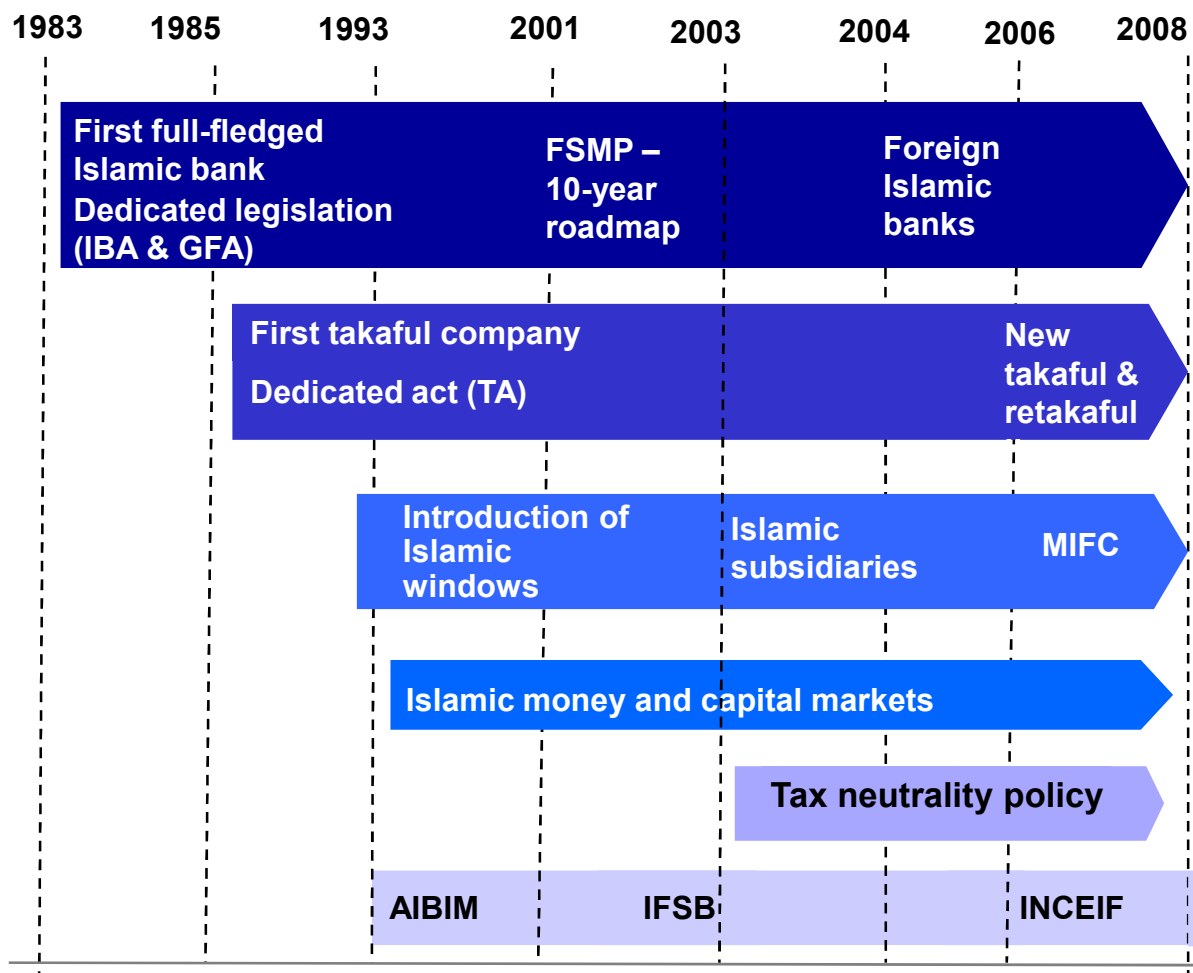 1983 1985 1993 2001 2003 2004 2006 2008
First full-fledged
Islamic bank
Dedicated legislation
(IBA & GFA)
FSMP –
10-year
roadmap
Foreign
Islamic
banks
First takaful company
Dedicated act (TA)
New
takaful &
retakaful
Introduction of
Islamic
windows
Islamic
subsidiaries
MIFC
Islamic money and capital markets
Tax neutrality policy
AIBIM IFSB INCEIF